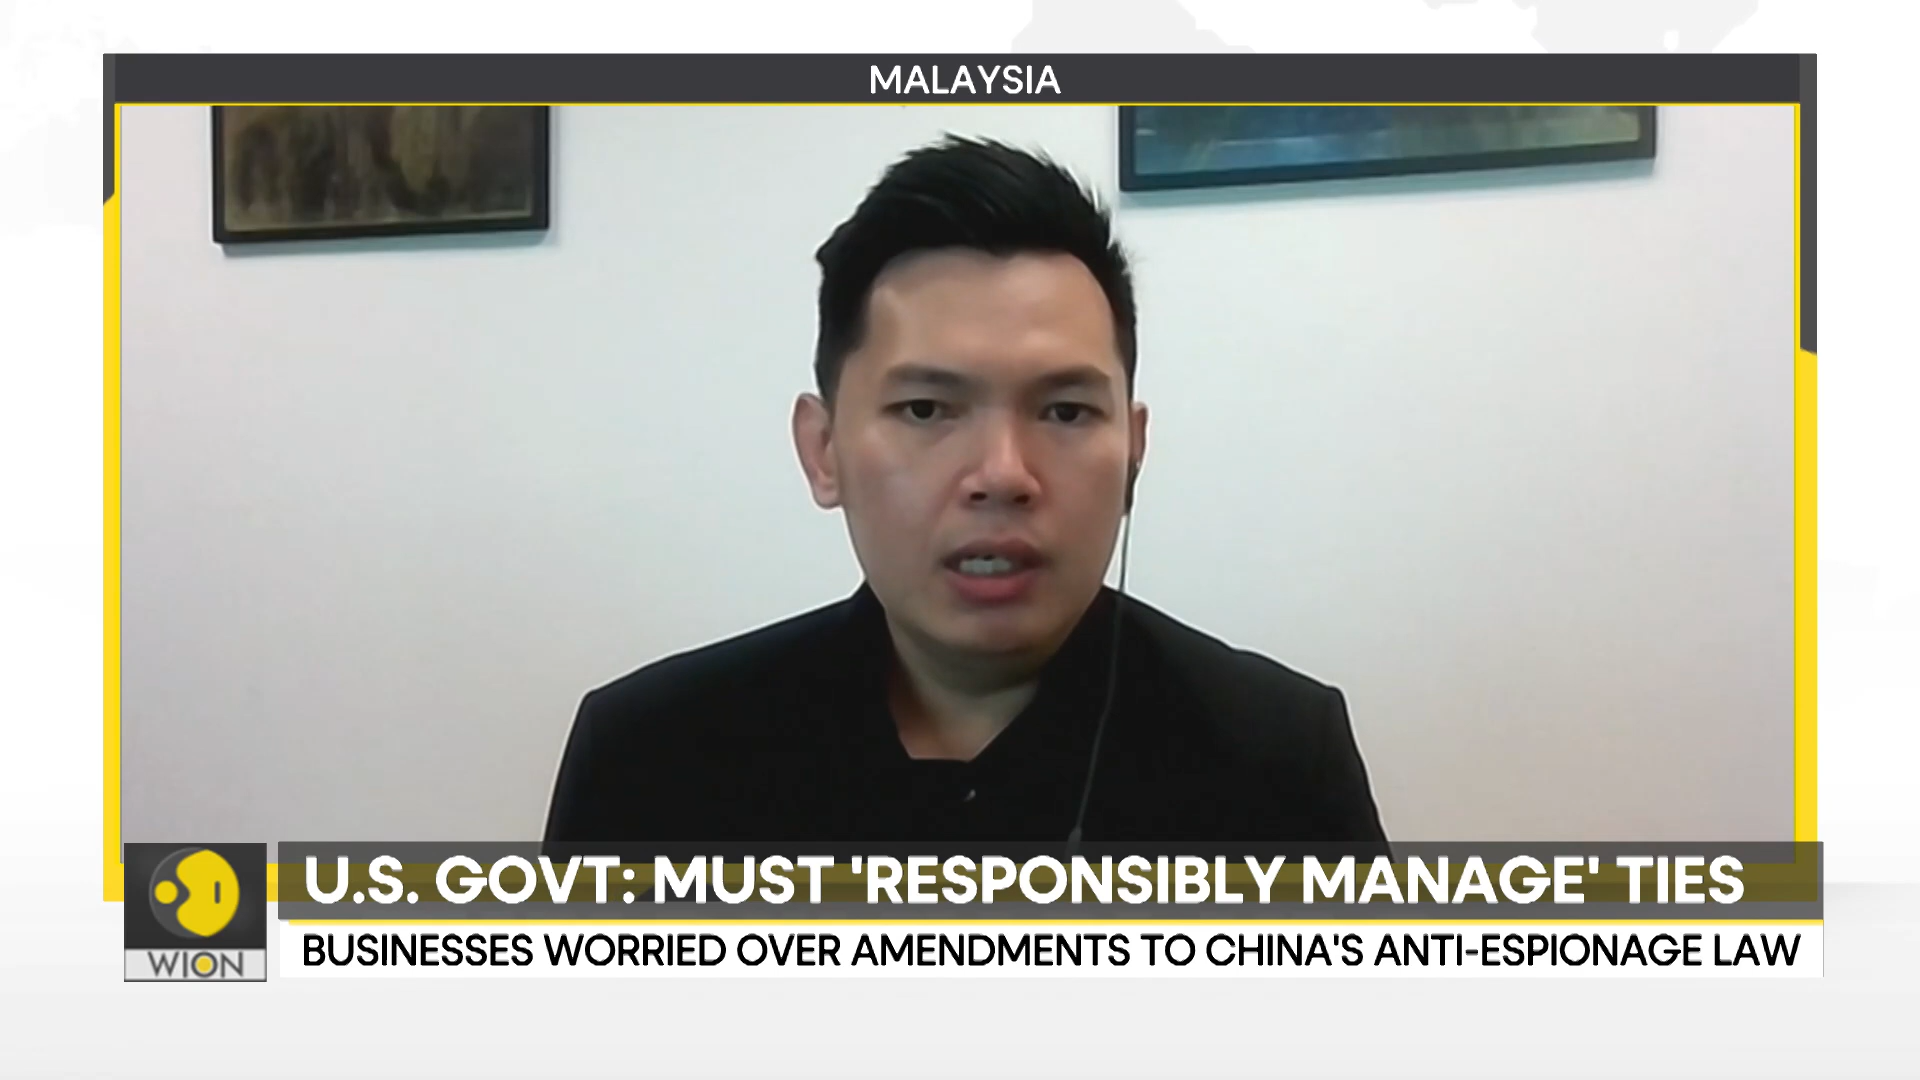 MALAYSIA
U.S. GOVT: MUST 'RESPONSIBLY MANAGE' TIES
BUSINESSES WORRIED OVER AMENDMENTS TO CHINA'S ANTI-ESPIONAGE LAW
WION